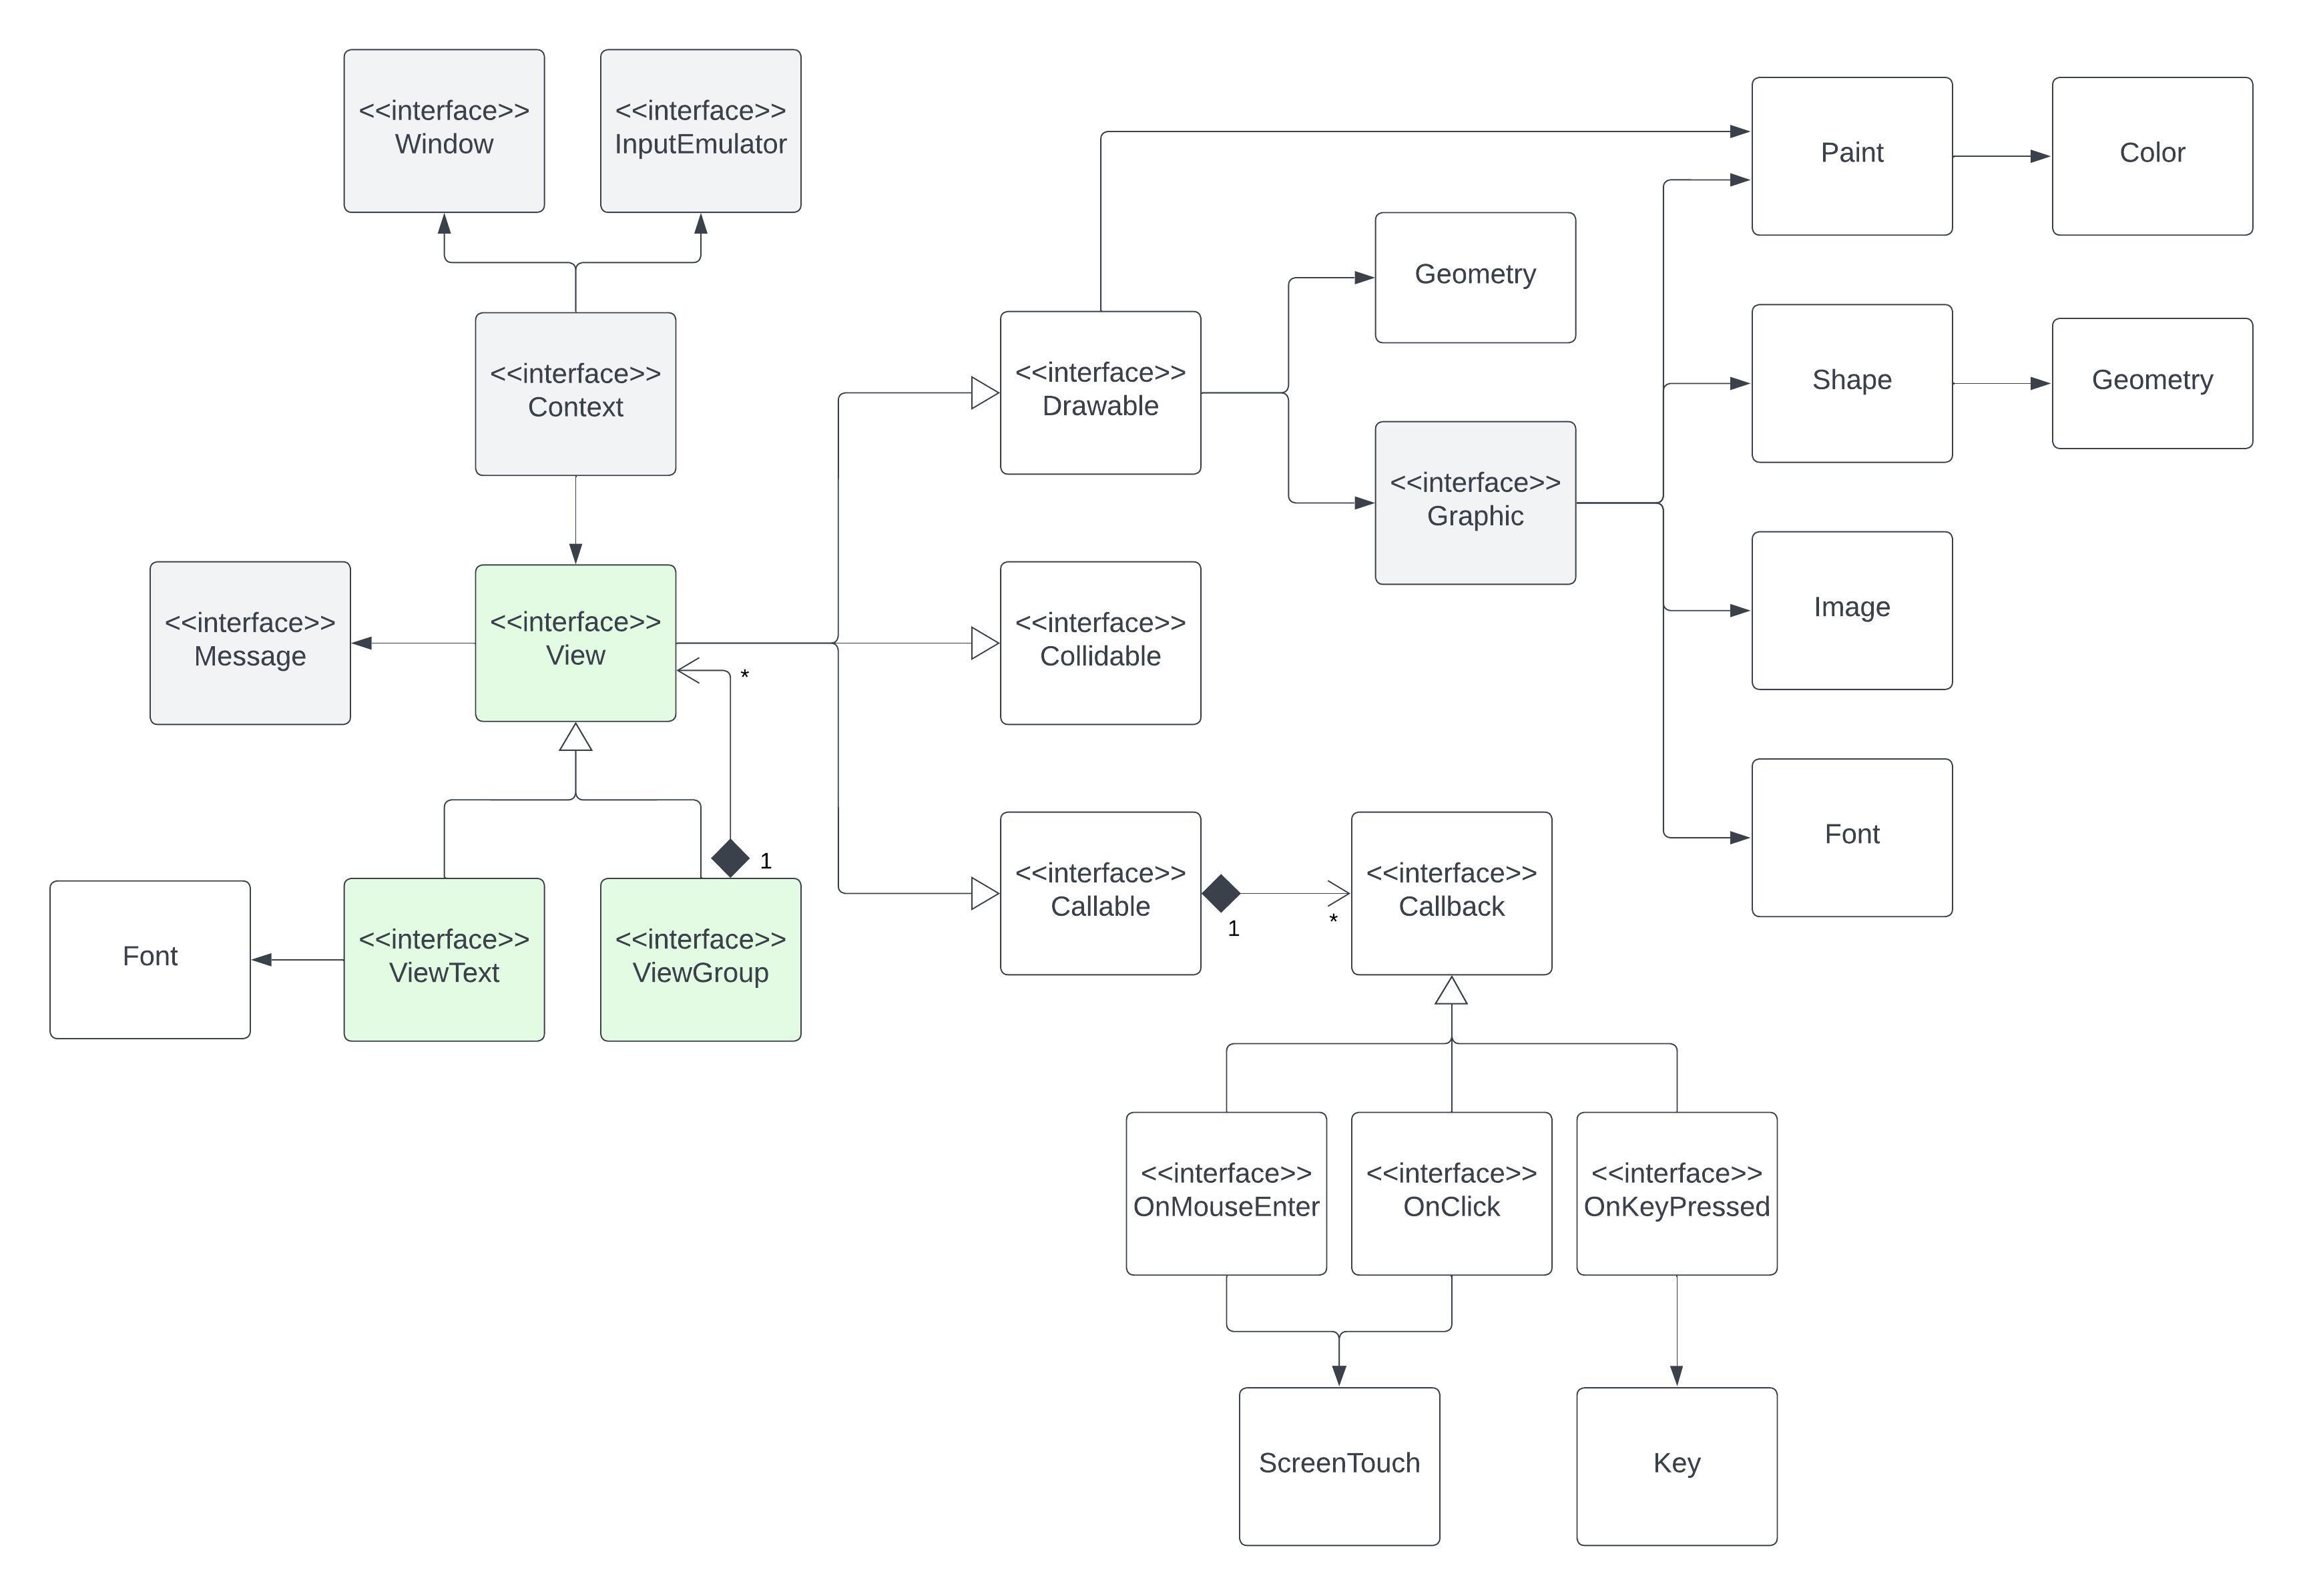 <<interface>>
Window
<<interface>>
InputEmulator
Paint
Color
Geometry
<<interface>>
Context
<<interface>>
Drawable
Shape
Geometry
<<interface>>
Graphic
<<interface>>
Message
<<interface>>
View
*
<<interface>>
Collidable
Image
1
<<interface>>
Callable
1
*
<<interface>>
Callback
Font
Font
<<interface>>
ViewText
<<interface>>
ViewGroup
<<interface>>
OnMouseEnter
<<interface>>
OnClick
<<interface>>
OnKeyPressed
ScreenTouch
Key